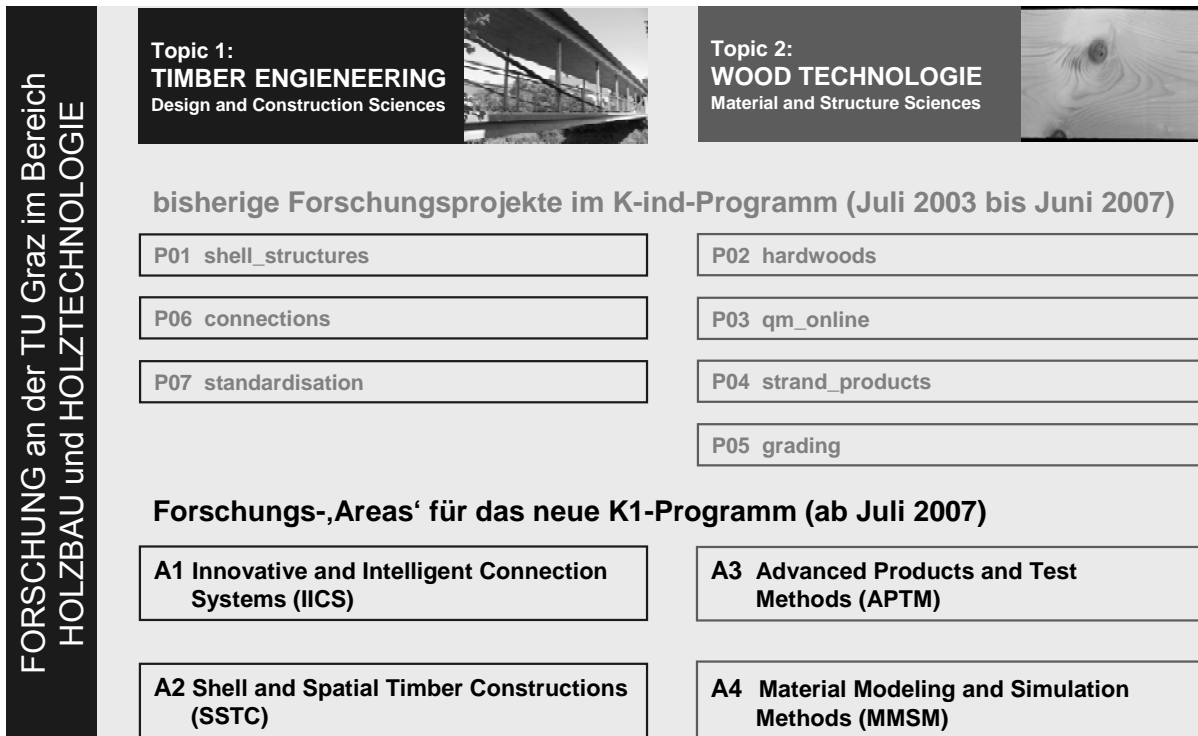 FORSCHUNG an der TU Graz im Bereich
HOLZBAU und HOLZTECHNOLOGIE
Topic 1:
TIMBER ENGIENEERING
Design and Construction Sciences
Topic 2:
WOOD TECHNOLOGIE
Material and Structure Sciences
bisherige Forschungsprojekte im K-ind-Programm (Juli 2003 bis Juni 2007)
P01 shell_structures
P06 connections
P07 standardisation
P02 hardwoods
P03 qm_online
P04 strand_products
P05 grading
Forschungs-‚Areas‘ für das neue K1-Programm (ab Juli 2007)
A1 Innovative and Intelligent Connection
Systems (IICS)
A2 Shell and Spatial Timber Constructions
(SSTC)
A3 Advanced Products and Test
Methods (APTM)
A4 Material Modeling and Simulation
Methods (MMSM)